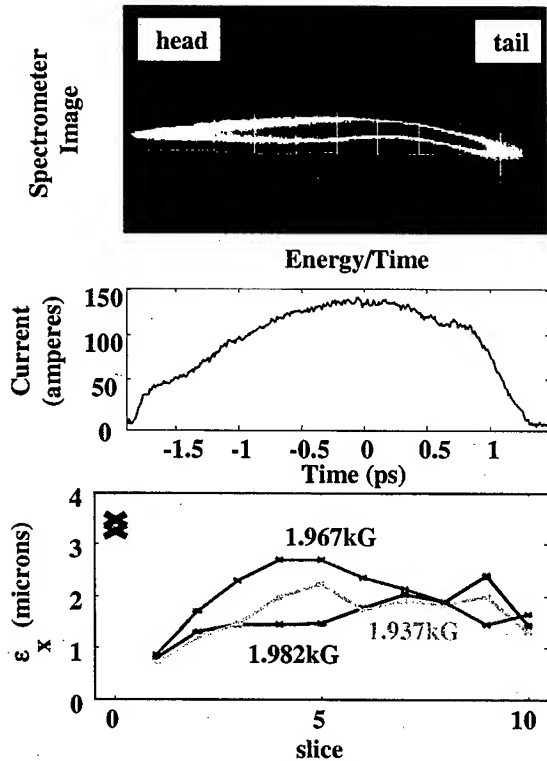 head
tail
Spectrometer
Image
Energy/Time
Current
(amperes)
150
100
50
0
-1.5 -1 -0.5 0 0.5 1
Time (ps)
ε x (microns)
4
3
2
1
0
1.967kG
1.937kG
1.982kG
0 5 10
slice